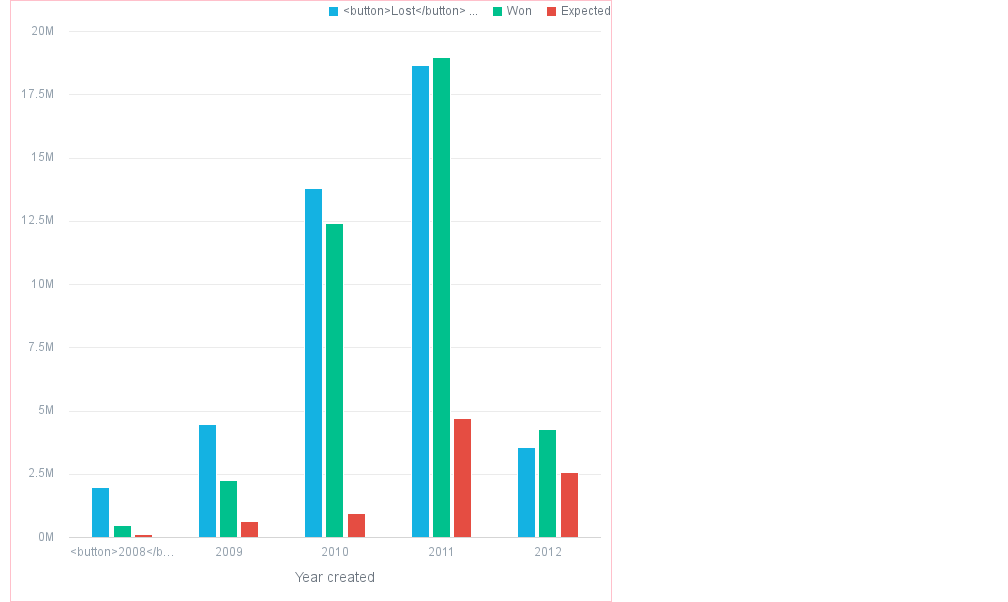 <button>Lost</button> ... Won Expected
20M
17.5M
15M
12.5M
10M
7.5M
5M
2.5M
0M
<button>2008</b... 2009 2010 2011 2012
Year created